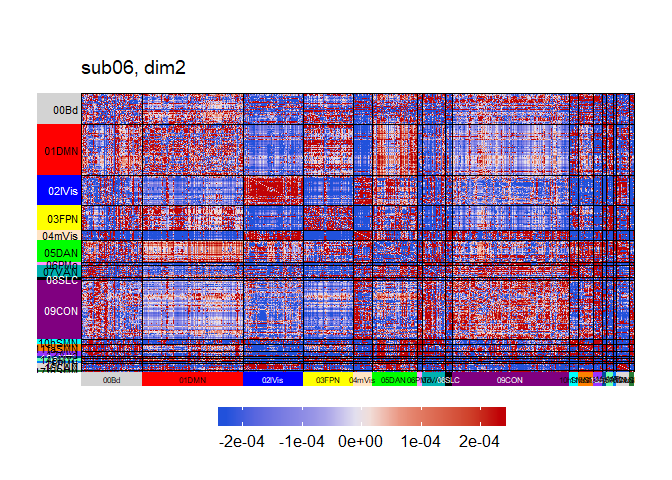 sub06, dim2
00Bd
01DMN
02lVis
03FPN
04mVis
05DAN
08SLC
09CON
00Bd
01DMN
02lVis
03FPN
04mVis
05DAN
08SLC
09CON
-2e-04
-1e-04
0e+00
1e-04
2e-04